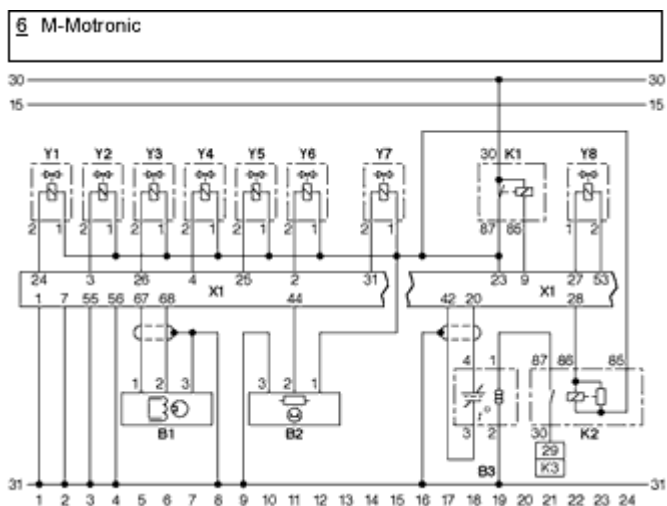 6 M-Motronic
30 30
15 15
Y1 Y2 Y3 Y4 Y5 Y6 Y7 30 K1 Y8
2 1 2 1 2 1 2 1 2 1 2 1 2 1 87 85 1 2
24 3 26 4 25 2 31 23 9 27 53
X1 X1
1 7 55 56 67 68 44 42 20 28
4 1 87 86 85
1 2 3 3 2 1
t°
B1 B2 3 2 30 K2
29
B3 K3
31 31
1 2 3 4 5 6 7 8 9 10 11 12 13 14 15 16 17 18 19 20 21 22 23 24